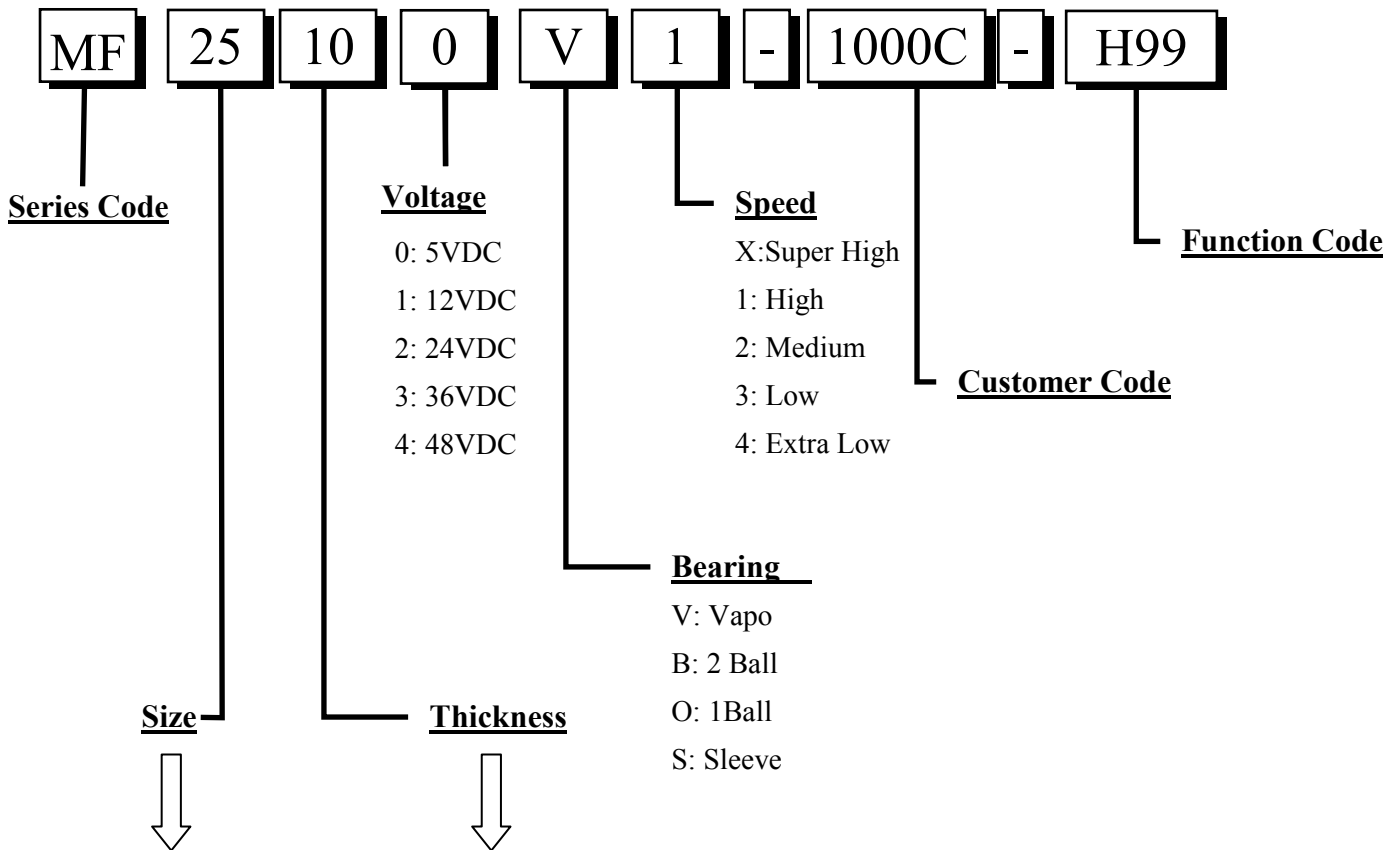 MF 25 10 0 V 1 - 1000C - H99
Series Code
Voltage
0: 5VDC
1: 12VDC
2: 24VDC
3: 36VDC
4: 48VDC
Speed
X:Super High
1: High
2: Medium
3: Low
4: Extra Low
Function Code
Customer Code
Bearing
V: Vapo
B: 2 Ball
O: 1Ball
S: Sleeve
Size
Thickness